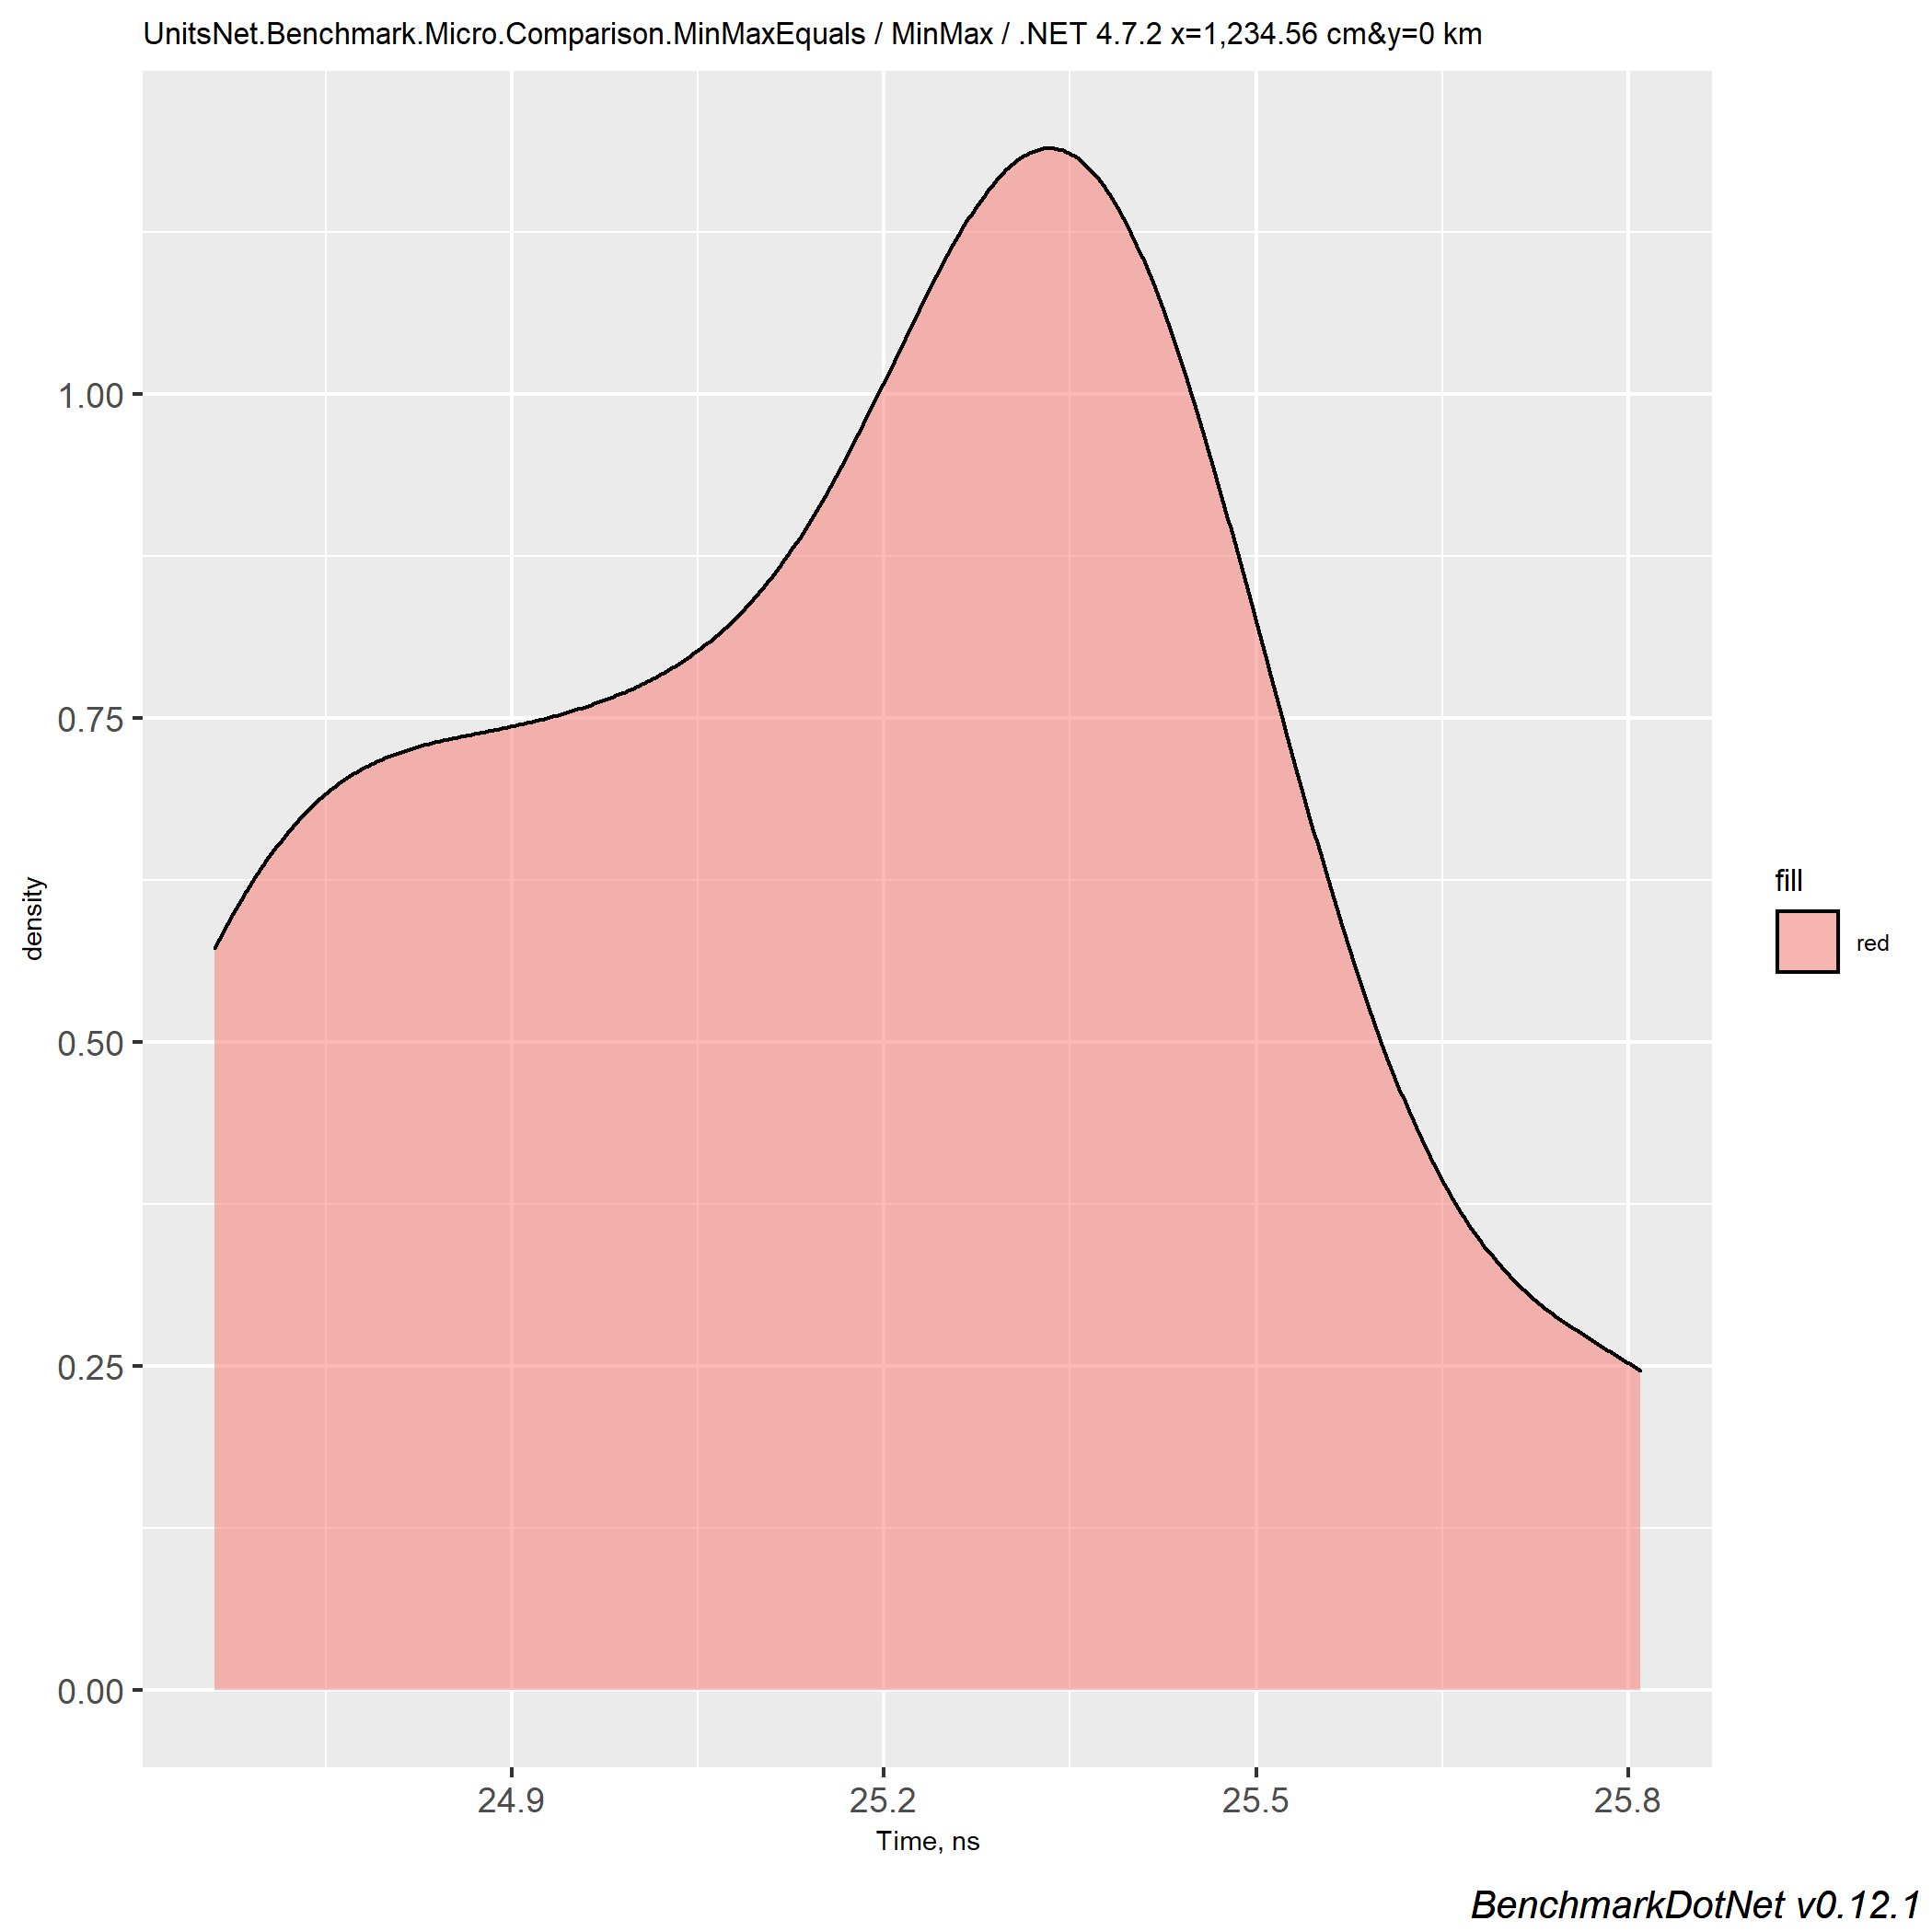 UnitsNet.Benchmark.Micro.Comparison.MinMaxEquals / MinMax / .NET 4.7.2 x=1,234.56 cm&y=0 km
1.00
0.75
0.50
0.25
0.00
density
24.9 25.2 25.5 25.8
Time, ns
fill
red
BenchmarkDotNet v0.12.1